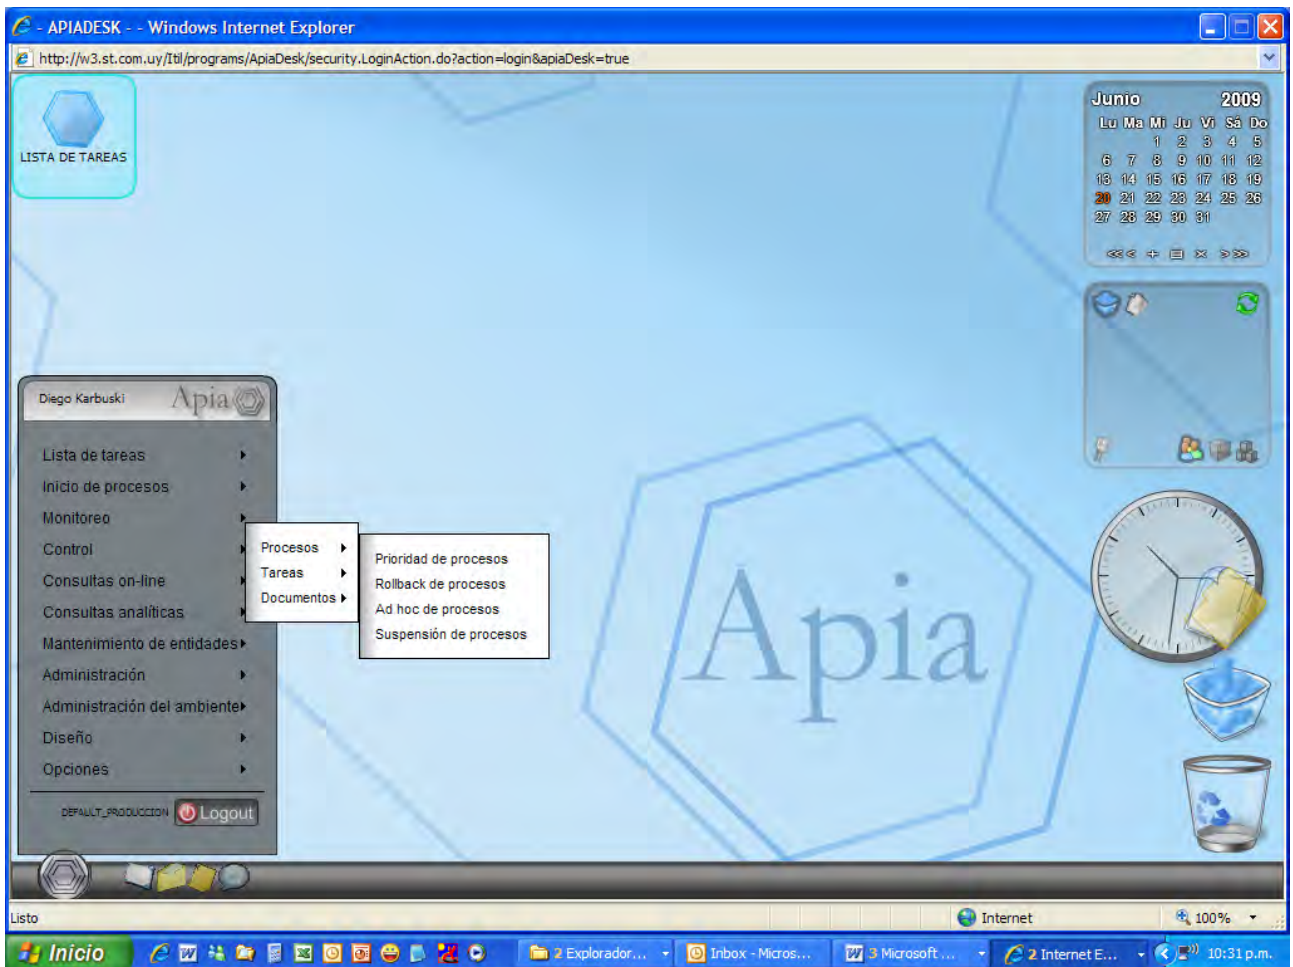 - APIADESK - - Windows Internet Explorer
http://w3.st.com.uy/Itil/programs/ApiaDesk/security.LoginAction.do?action=login&apiaDesk=true
LISTA DE TAREAS
Junio 2009
Lu Ma Mi Ju Vi Sá Do
1 2 3 4 5
6 7 8 9 10 11 12
13 14 15 16 17 18 19
20 21 22 23 24 25 26
27 28 29 30 31
Diego Karbuski Apia
Lista de tareas
Inicio de procesos
Monitoreo
Control
Consultas on-line
Consultas analíticas
Mantenimiento de entidades
Administración
Administración del ambiente
Diseño
Opciones
DEFAULT_PRODUCCION Logout
Procesos
Tareas
Documentos
Prioridad de procesos
Rollback de procesos
Ad hoc de procesos
Suspensión de procesos
Apia
Listo Internet 100%
Inicio 2 Explorador... Inbox - Micros... 3 Microsoft ... 2 Internet E... 10:31 p.m.